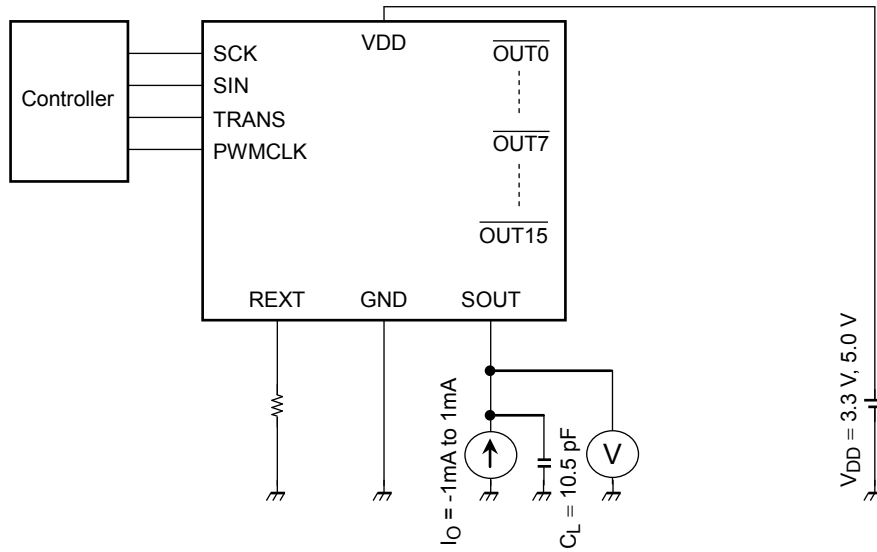 Controller
SCK
SIN
TRANS
PWMCLK
VDD
OUT0
OUT7
OUT15
REXT
GND
SOUT
IO = -1mA to 1mA
CL = 10.5 pF
V
VDD = 3.3 V, 5.0 V